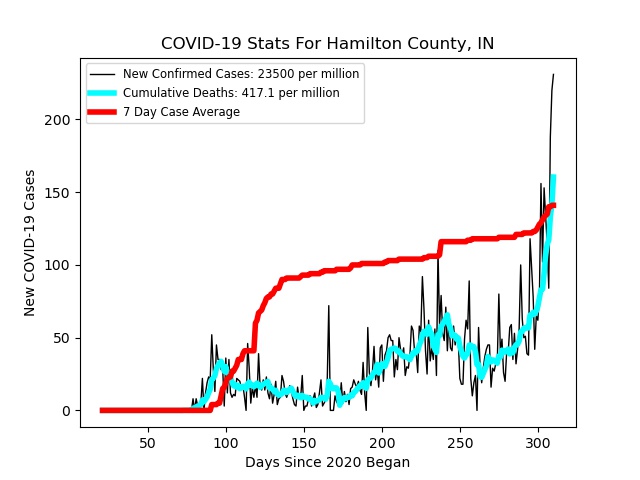 COVID-19 Stats For Hamilton County, IN
New Confirmed Cases: 23500 per million
Cumulative Deaths: 417.1 per million
7 Day Case Average
New COVID-19 Cases
200
150
100
50
0
50 100 150 200 250 300
Days Since 2020 Began